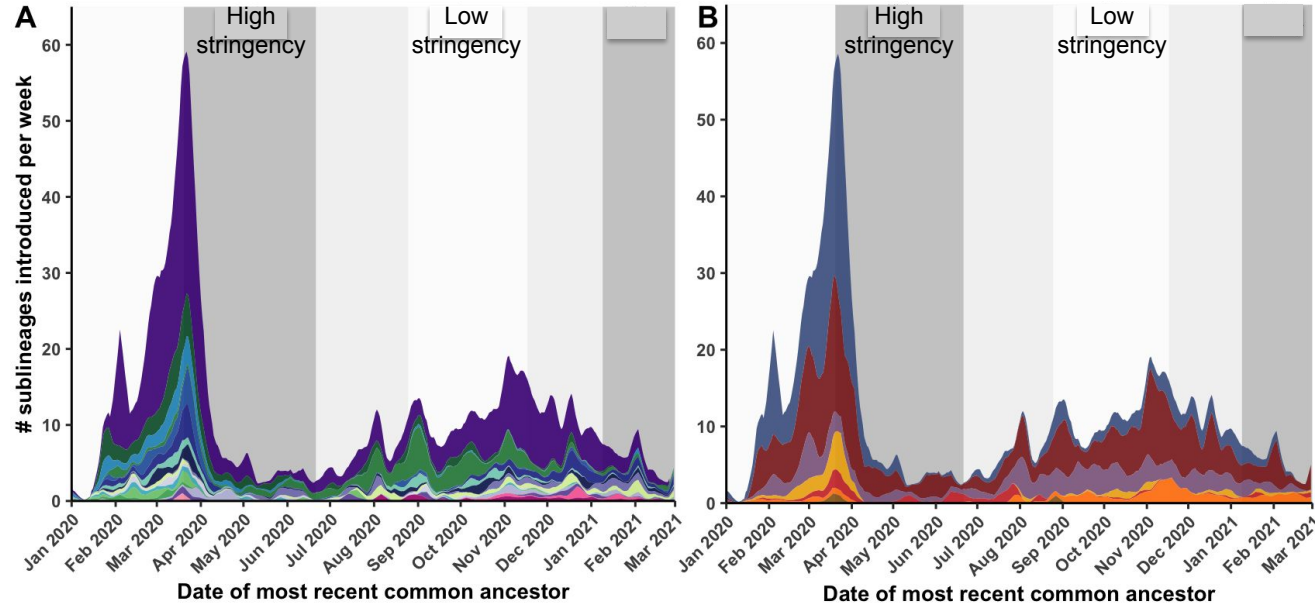 A
High
stringency
Low
stringency
# sublineages introduced per week
60
50
40
30
20
10
0
Jan 2020
Feb 2020
Mar 2020
Apr 2020
May 2020
Jun 2020
Jul 2020
Aug 2020
Sep 2020
Oct 2020
Nov 2020
Dec 2020
Jan 2021
Feb 2021
Mar 2021
Date of most recent common ancestor
B
High
stringency
Low
stringency
60
50
40
30
20
10
0
Jan 2020
Feb 2020
Mar 2020
Apr 2020
May 2020
Jun 2020
Jul 2020
Aug 2020
Sep 2020
Oct 2020
Nov 2020
Dec 2020
Jan 2021
Feb 2021
Mar 2021
Date of most recent common ancestor